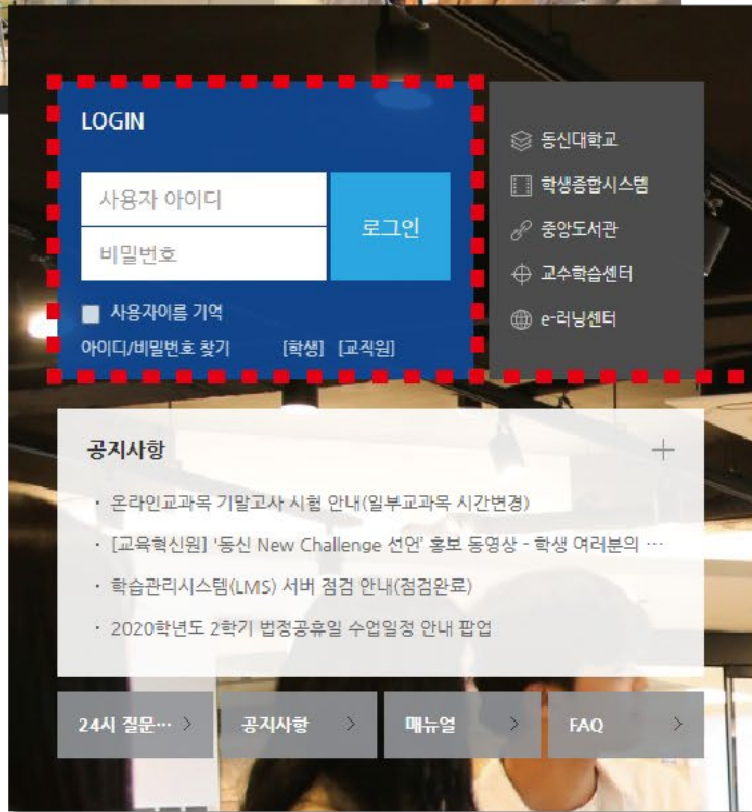 LOGIN
사용자 아이디
비밀번호
로그인
사용자이름 기억
아이디/비밀번호 찾기 [학생] [교직원]
동신대학교
학생종합시스템
중앙도서관
교수학습센터
e-러닝센터
공지사항
· 온라인교과목 기말고사 시험 안내(일부교과목 시간변경)
· [교육혁신원] '동신 New Challenge 선언' 홍보 동영상 - 학생 여러분의 ···
· 학습관리시스템(LMS) 서버 점검 안내(점검완료)
· 2020학년도 2학기 법정공휴일 수업일정 안내 팝업
24시 질문··· >
공지사항 >
매뉴얼 >
FAQ >